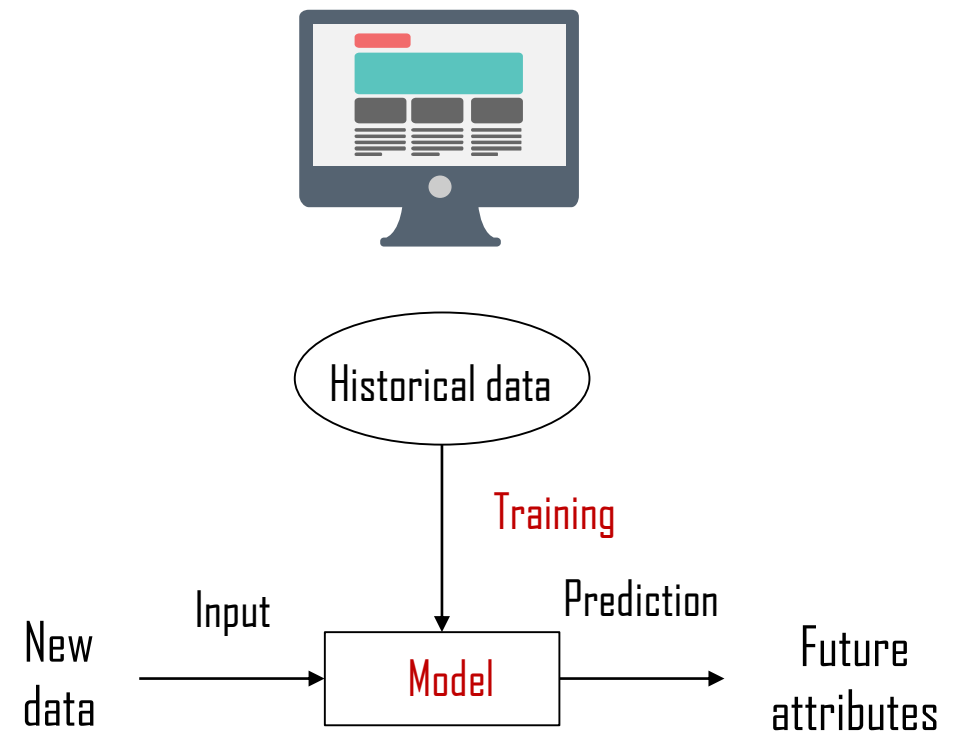 Historical data
Training
Input
Prediction
New
data
Model
Future
attributes